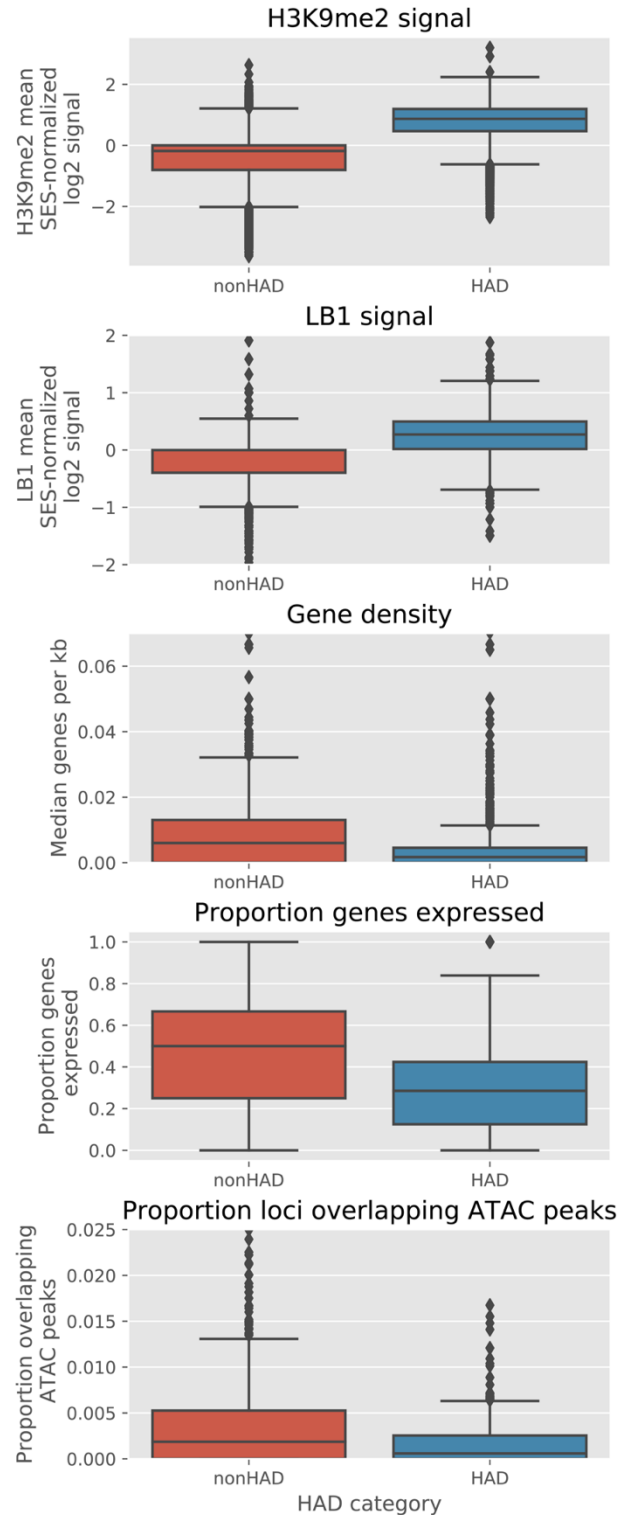 H3K9me2 signal
H3K9me2 mean
SES-normalized
log2 signal
2
0
−2
nonHAD
HAD
LB1 signal
LB1 mean
SES-normalized
log2 signal
2
1
0
−1
−2
nonHAD
HAD
Gene density
Median genes per kb
0.06
0.04
0.02
0.00
nonHAD
HAD
Proportion genes expressed
Proportion genes
expressed
1.0
0.8
0.6
0.4
0.2
0.0
nonHAD
HAD
Proportion loci overlapping ATAC peaks
Proportion overlapping
ATAC peaks
0.025
0.020
0.015
0.010
0.005
0.000
nonHAD
HAD
HAD category